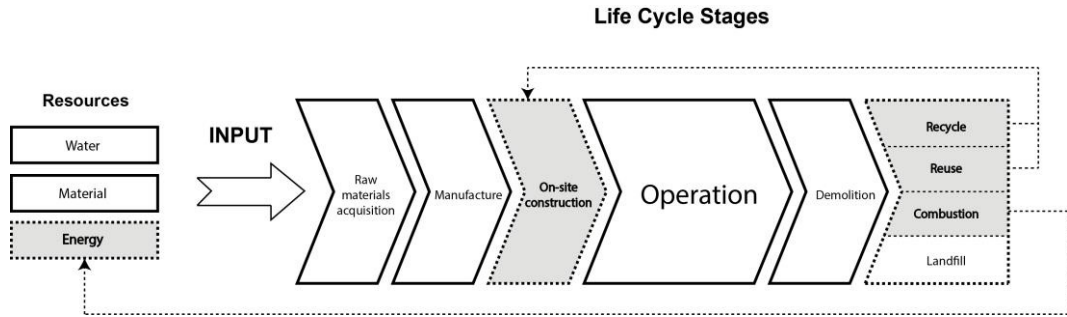 Life Cycle Stages
Resources
Water
Material
Energy
INPUT
Raw
materials
acquisition
Manufacture
On-site
construction
Operation
Demolition
Recycle
Reuse
Combustion
Landfill